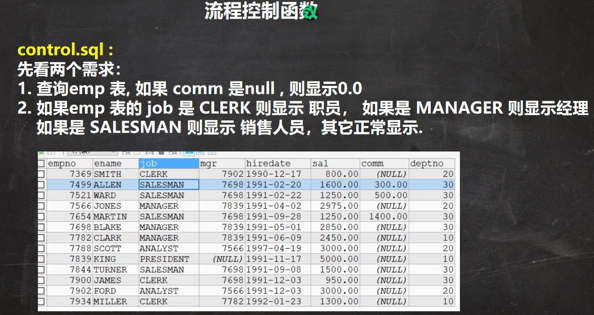 流程控制函数
control.sql :
先看两个需求:
1. 查询emp 表, 如果 comm 是null , 则显示0.0
2. 如果emp 表的 job 是 CLERK 则显示 职员， 如果是 MANAGER 则显示经理
如果是 SALESMAN 则显示 销售人员，其它正常显示.
empno ename job mgr hiredate sal comm deptno
7369 SMITH CLERK 7902 1990-12-17 800.00 (NULL) 20
7499 ALLEN SALESMAN 7698 1991-02-20 1600.00 300.00 30
7521 WARD SALESMAN 7698 1991-02-22 1250.00 500.00 30
7566 JONES MANAGER 7839 1991-04-02 2975.00 (NULL) 20
7654 MARTIN SALESMAN 7698 1991-09-28 1250.00 1400.00 30
7698 BLAKE MANAGER 7839 1991-05-01 2850.00 (NULL) 30
7782 CLARK MANAGER 7839 1991-06-09 2450.00 (NULL) 10
7788 SCOTT ANALYST 7566 1997-04-19 3000.00 (NULL) 20
7839 KING PRESIDENT (NULL) 1991-11-17 5000.00 (NULL) 10
7844 TURNER SALESMAN 7698 1991-09-08 1500.00 (NULL) 30
7900 JAMES CLERK 7698 1991-12-03 950.00 (NULL) 30
7902 FORD ANALYST 7566 1991-12-03 3000.00 (NULL) 20
7934 MILLER CLERK 7782 1992-01-23 1300.00 (NULL) 10